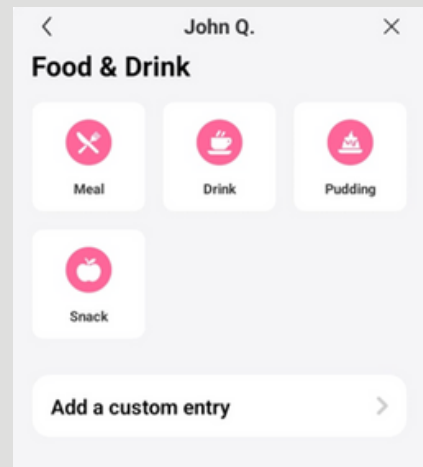 John Q.
Food & Drink
Meal
Drink
Pudding
Snack
Add a custom entry